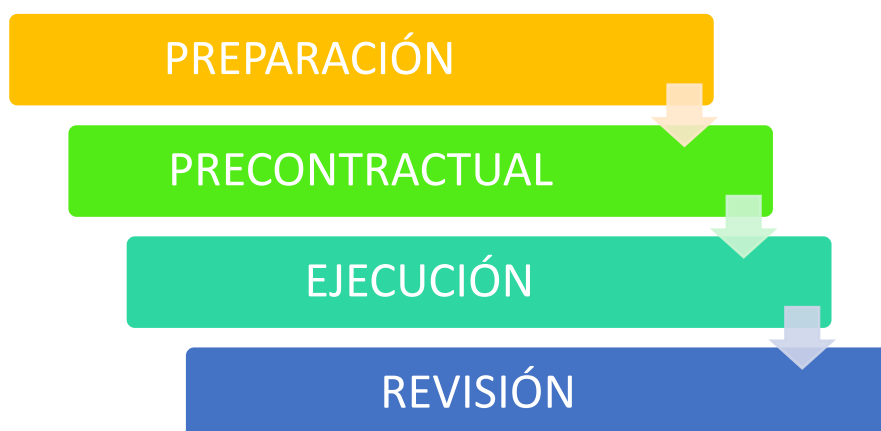 PREPARACIÓN
PRECONTRACTUAL
EJECUCIÓN
REVISIÓN